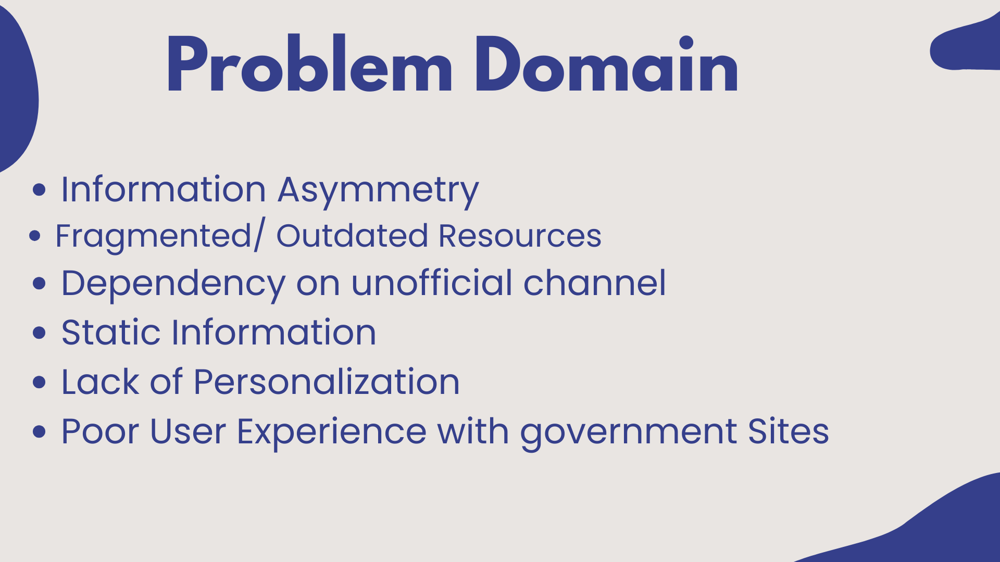 Problem Domain
• Information Asymmetry
• Fragmented/ Outdated Resources
• Dependency on unofficial channel
• Static Information
• Lack of Personalization
• Poor User Experience with government Sites